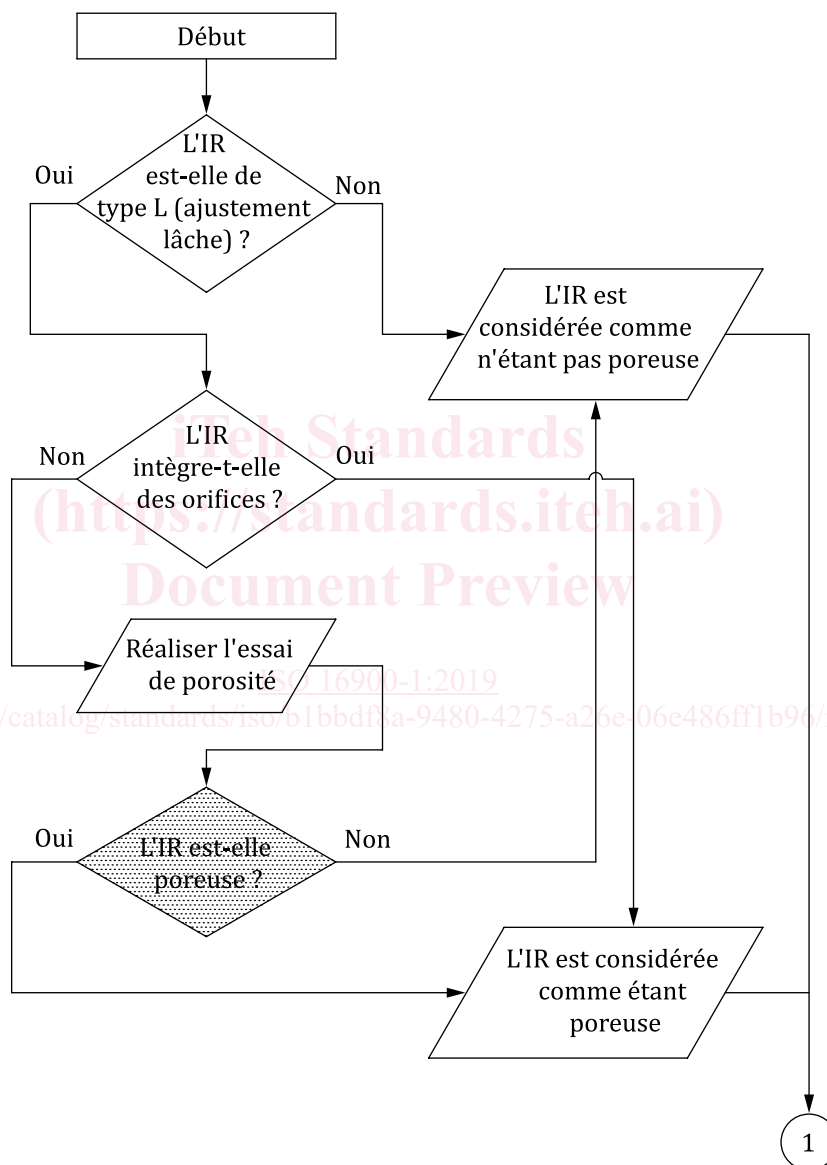 Début
L'IR
est-elle de
type L (ajustement
lâche) ?
Oui
Non
L'IR est
considérée comme
n'étant pas poreuse
L'IR
intègre-t-elle
des orifices ?
Non
Oui
iTeh Standards
(https://standards.iteh.ai)
Document Preview
Réaliser l'essai
de porosité
ISO 16900-1:2019
/catalog/standards/iso/b1bbdf8a-9480-4275-a26e-06e486ff1b96/
L'IR est-elle
poreuse ?
Oui
Non
L'IR est considérée
comme étant
poreuse
1